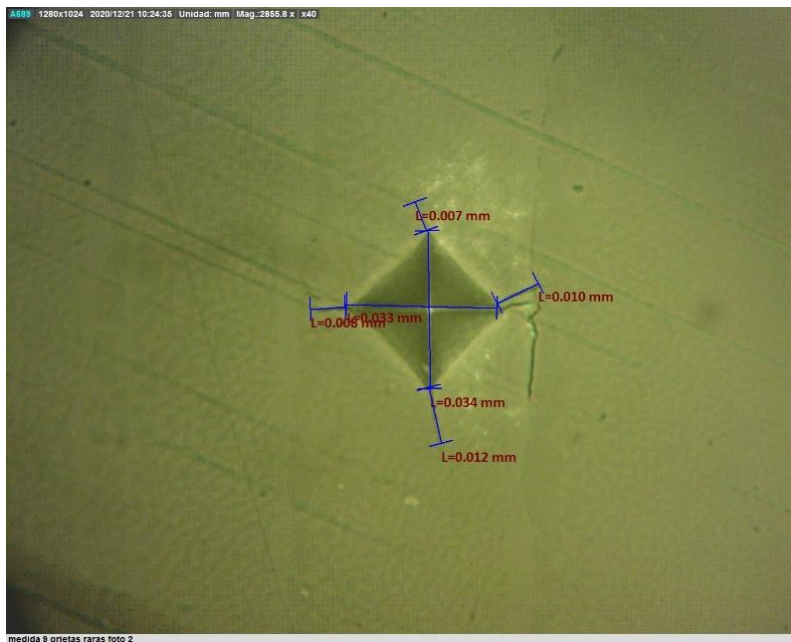 A689 1280x1024 2020/12/21 10:24:35 Unidad: mm Mag.:2855.8 x x40
L=0.007 mm
L=0.010 mm
L=0.008 mm
L=0.033 mm
L=0.034 mm
L=0.012 mm
medida 9 grietas raras foto 2